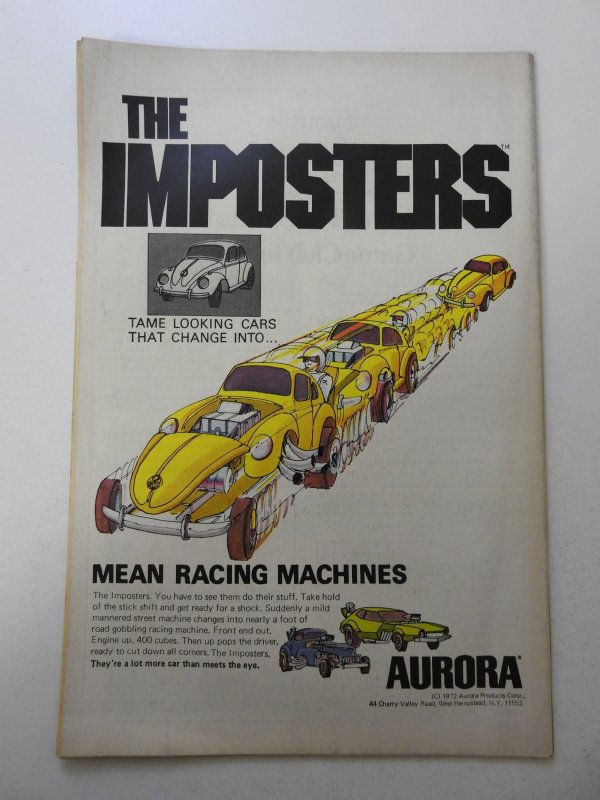 THE
IMPOSTERS™
TAME LOOKING CARS
THAT CHANGE INTO...
MEAN RACING MACHINES
The Imposters. You have to see them do their stuff. Take hold
of the stick shift and get ready for a shock. Suddenly a mild
mannered street machine changes into nearly a foot of
road gobbling racing machine. Front end out.
Engine up. 400 cubes. Then up pops the driver,
ready to cut down all comers. The Imposters.
They're a lot more car than meets the eye.
AURORA®
(C) 1972 Aurora Products Corp.,
44 Cherry Valley Road, West Hempstead, N.Y. 11552